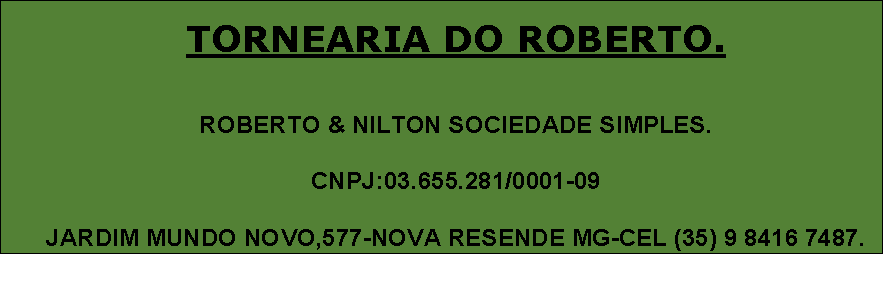 TORNEARIA DO ROBERTO.
ROBERTO & NILTON SOCIEDADE SIMPLES.
CNPJ:03.655.281/0001-09
JARDIM MUNDO NOVO,577-NOVA RESENDE MG-CEL (35) 9 8416 7487.